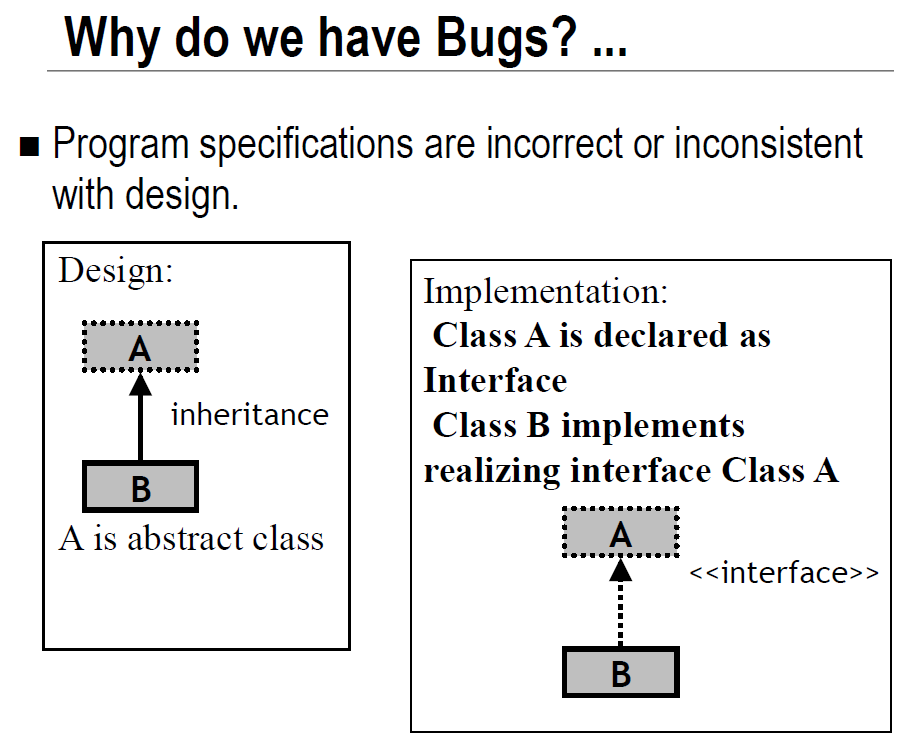 Why do we have Bugs? ...
■ Program specifications are incorrect or inconsistent
with design.
Design:
A
inheritance
B
A is abstract class
Implementation:
Class A is declared as
Interface
Class B implements
realizing interface Class A
A
<<interface>>
B